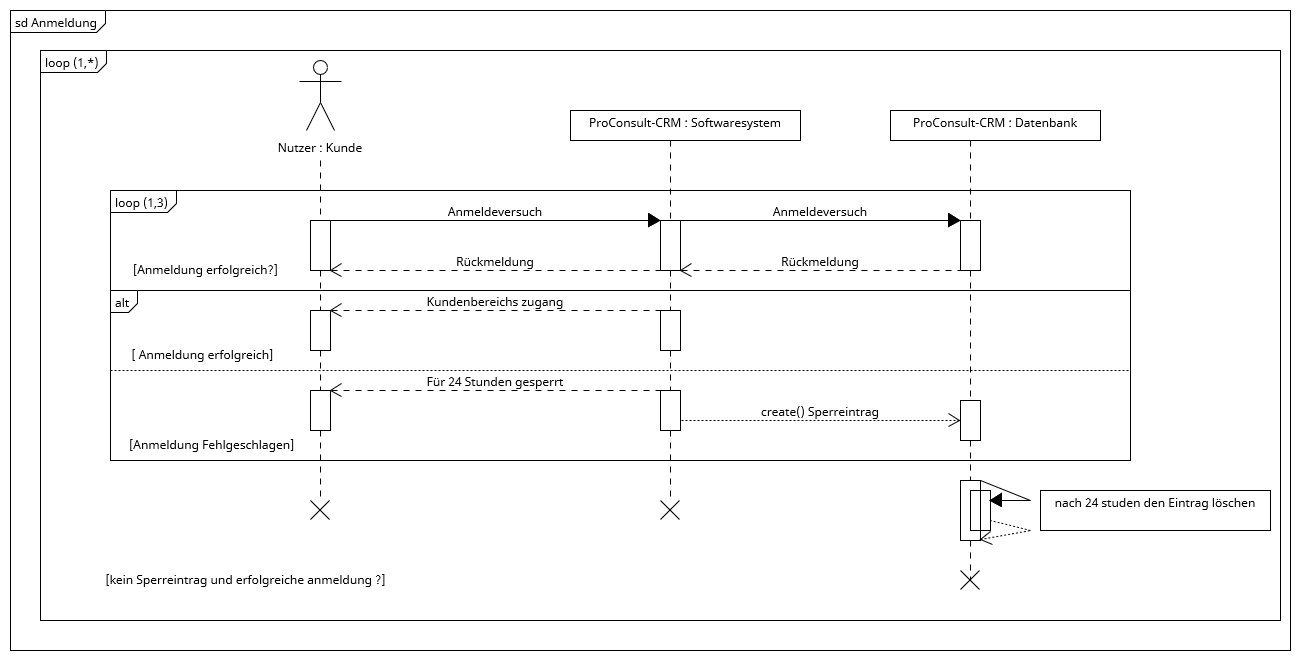 sd Anmeldung
loop (1,*)
Nutzer : Kunde
ProConsult-CRM : Softwaresystem
ProConsult-CRM : Datenbank
loop (1,3)
Anmeldeversuch
Anmeldeversuch
Rückmeldung
Rückmeldung
[Anmeldung erfolgreich?]
alt
Kundenbereichs zugang
[ Anmeldung erfolgreich]
Für 24 Stunden gesperrt
create() Sperreintrag
[Anmeldung Fehlgeschlagen]
nach 24 studen den Eintrag löschen
[kein Sperreintrag und erfolgreiche anmeldung ?]